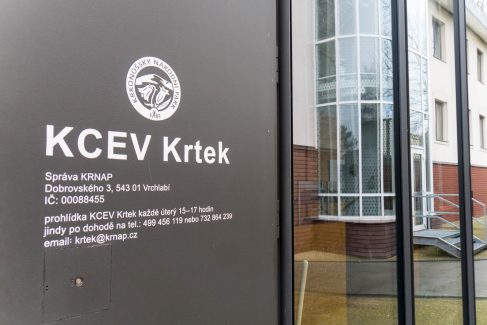 KRKONOŠSKÝ NÁRODNÍ PARK
1963
KCEV Krtek
Správa KRNAP
Dobrovského 3, 543 01 Vrchlabí
IČ: 00088455
prohlídka KCEV Krtek každé úterý 15–17 hodin
jindy po dohodě na tel.: 499 456 119 nebo 732 864 239
email: krtek@krnap.cz